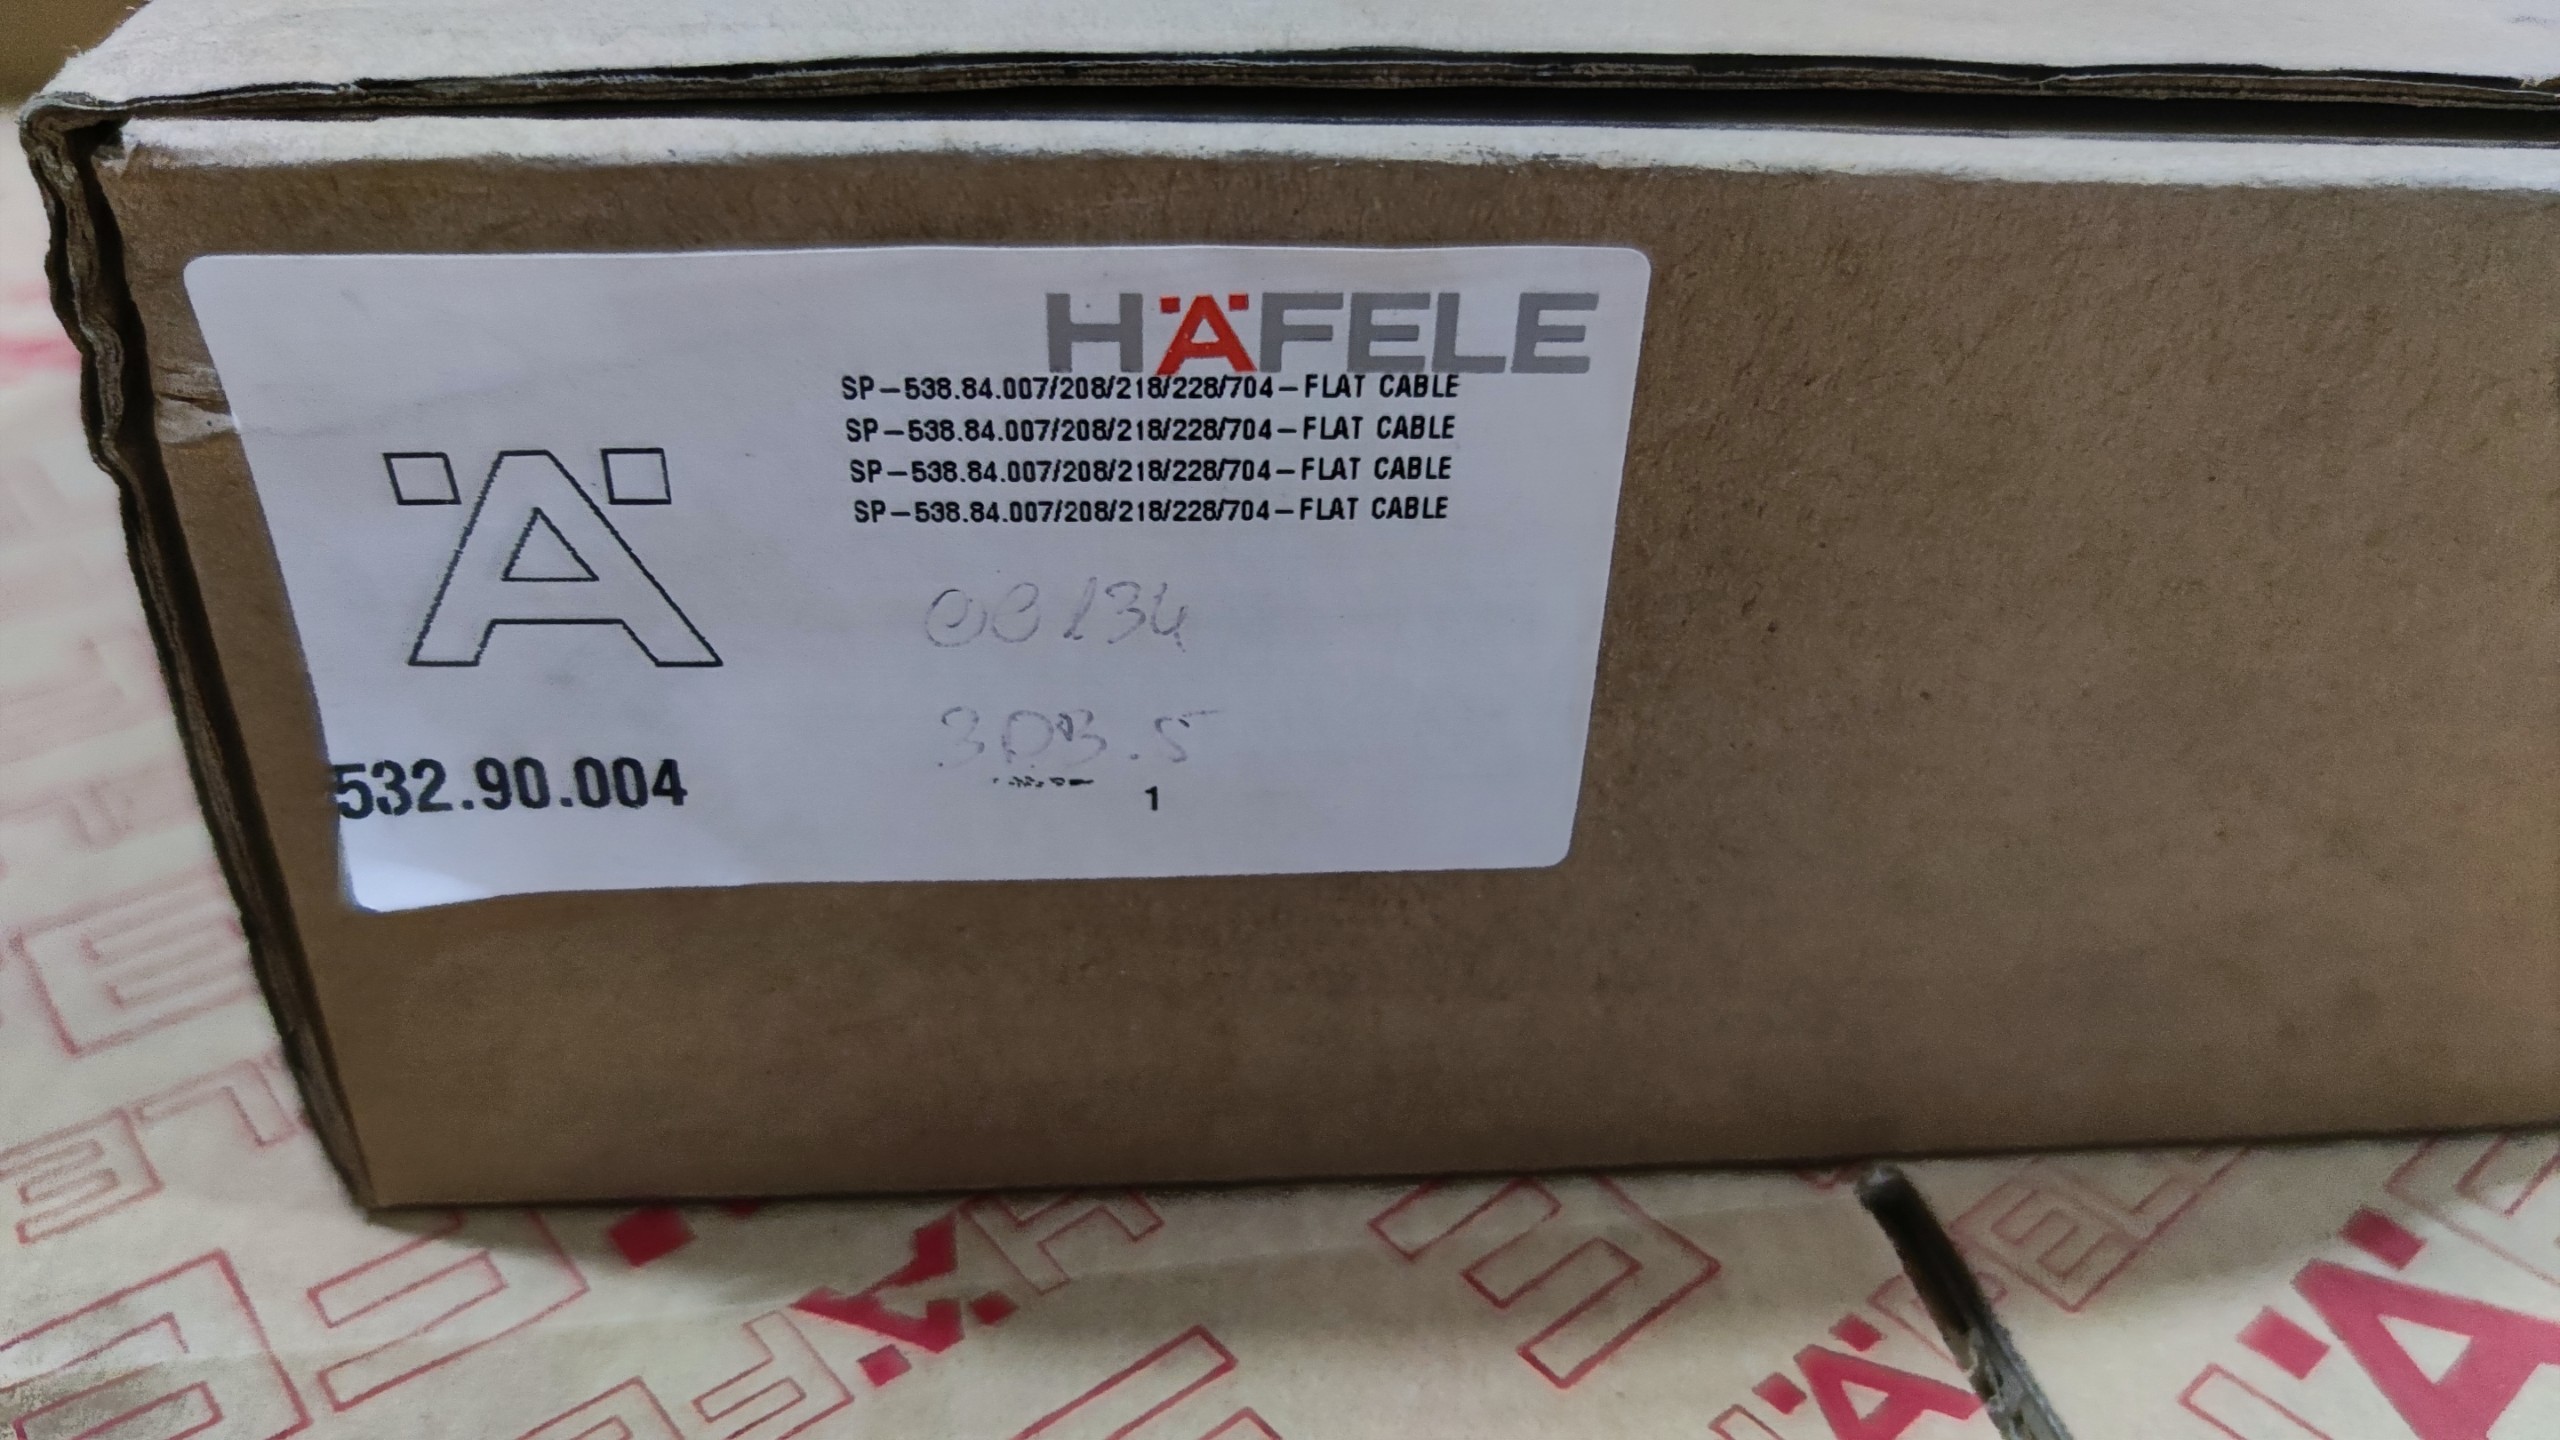 HÄFELE
SP-538.84.007/208/218/228/704-FLAT CABLE
SP-538.84.007/208/218/228/704-FLAT CABLE
SP-538.84.007/208/218/228/704-FLAT CABLE
SP-538.84.007/208/218/228/704-FLAT CABLE
Ä
134
532.90.004
1